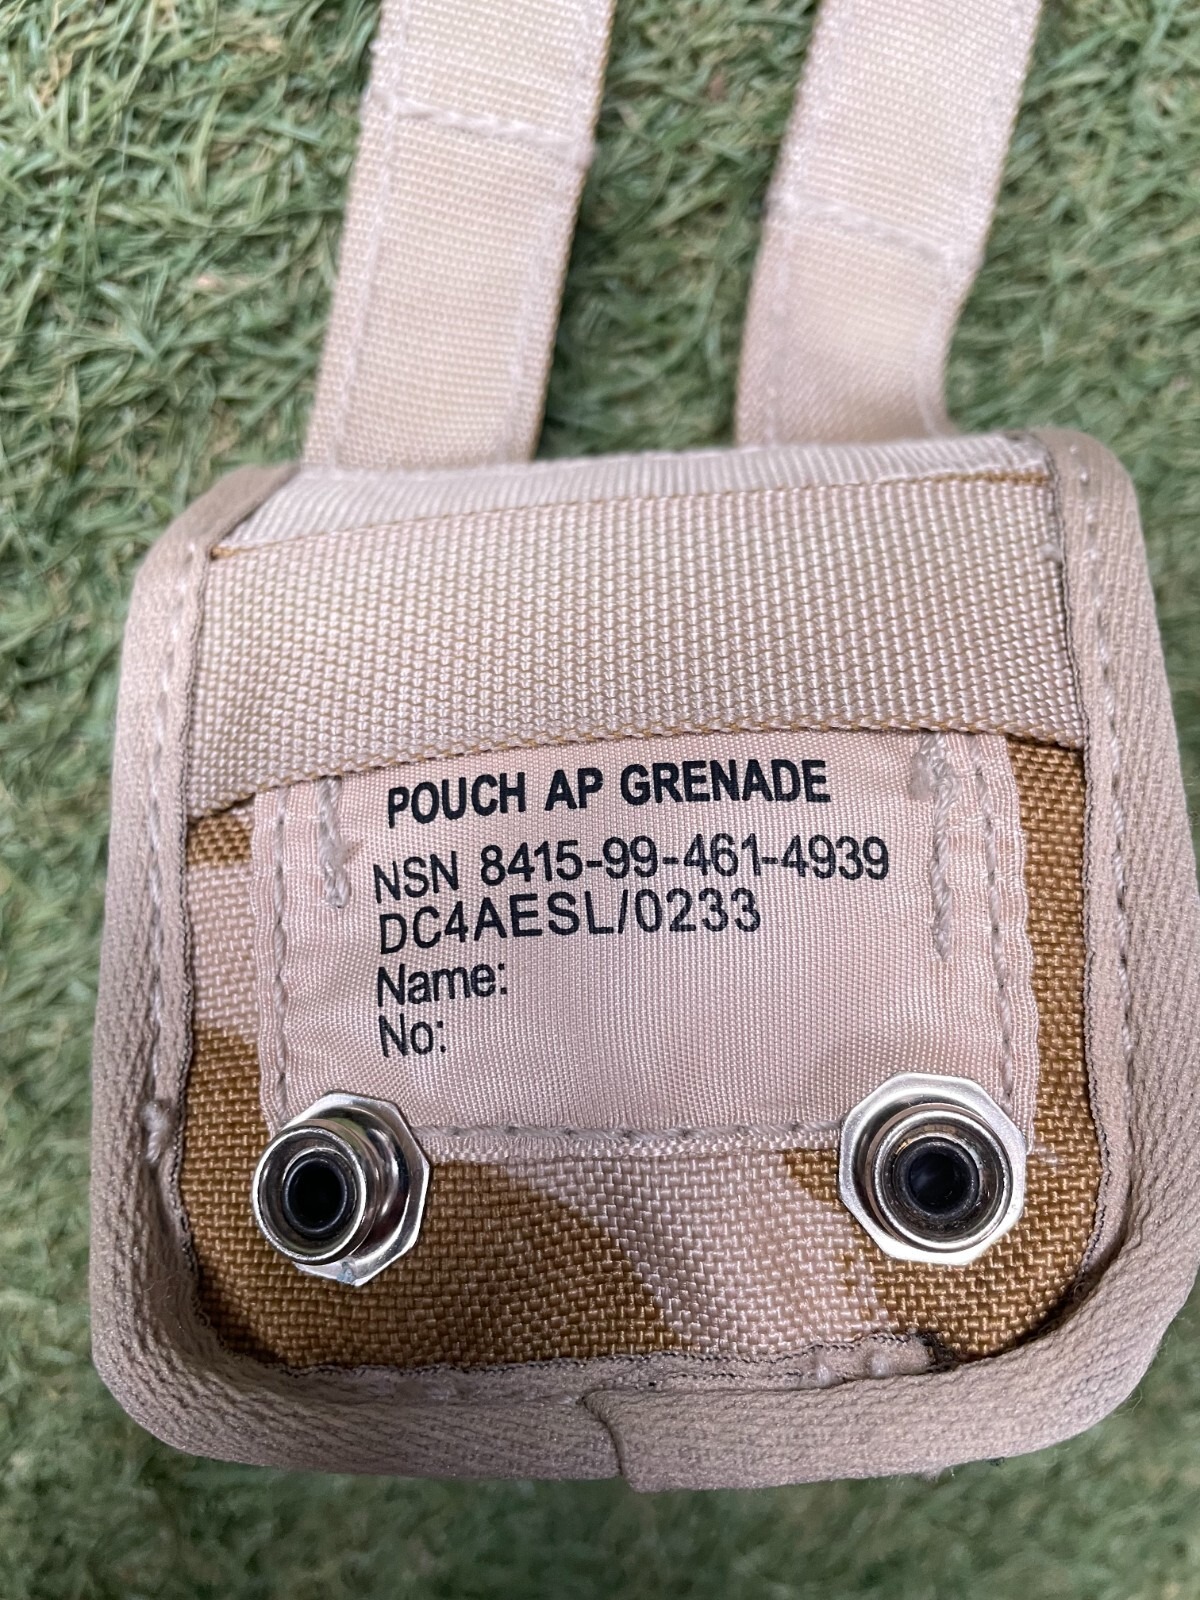 POUCH AP GRENADE
NSN 8415-99-461-4939
DC4AESL/0233
Name:
No: